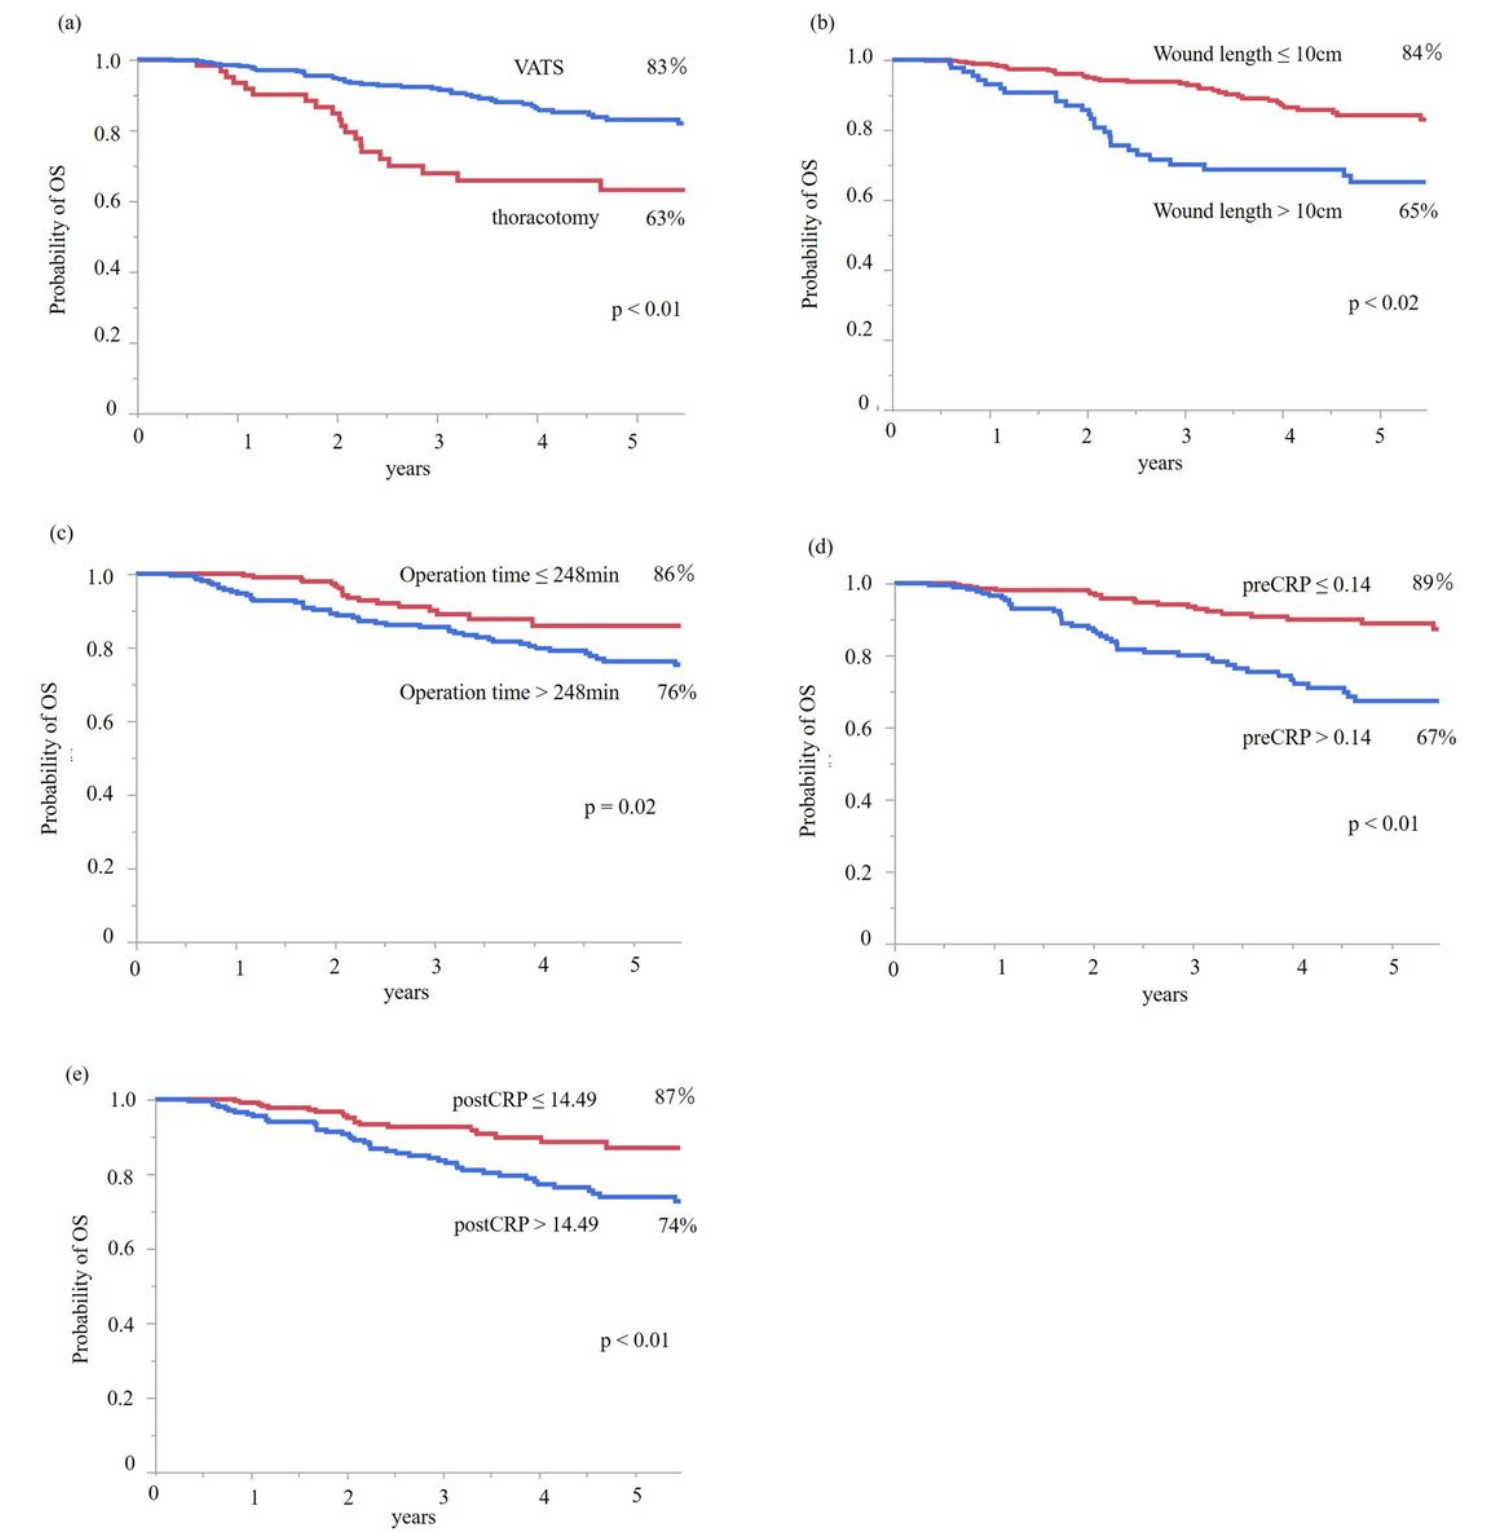 (a)
VATS 83%
1.0
0.8
0.6
0.4
0.2
0
Probability of OS
thoracotomy 63%
p < 0.01
0 1 2 3 4 5
years
(b)
Wound length ≤ 10cm 84%
1.0
0.8
0.6
0.4
0.2
0
Probability of OS
Wound length > 10cm 65%
p < 0.02
0 1 2 3 4 5
years
(c)
Operation time ≤ 248min 86%
1.0
0.8
0.6
0.4
0.2
0
Probability of OS
Operation time > 248min 76%
p = 0.02
0 1 2 3 4 5
years
(d)
preCRP ≤ 0.14 89%
1.0
0.8
0.6
0.4
0.2
0
Probability of OS
preCRP > 0.14 67%
p < 0.01
0 1 2 3 4 5
years
(e)
postCRP ≤ 14.49 87%
1.0
0.8
0.6
0.4
0.2
0
Probability of OS
postCRP > 14.49 74%
p < 0.01
0 1 2 3 4 5
years